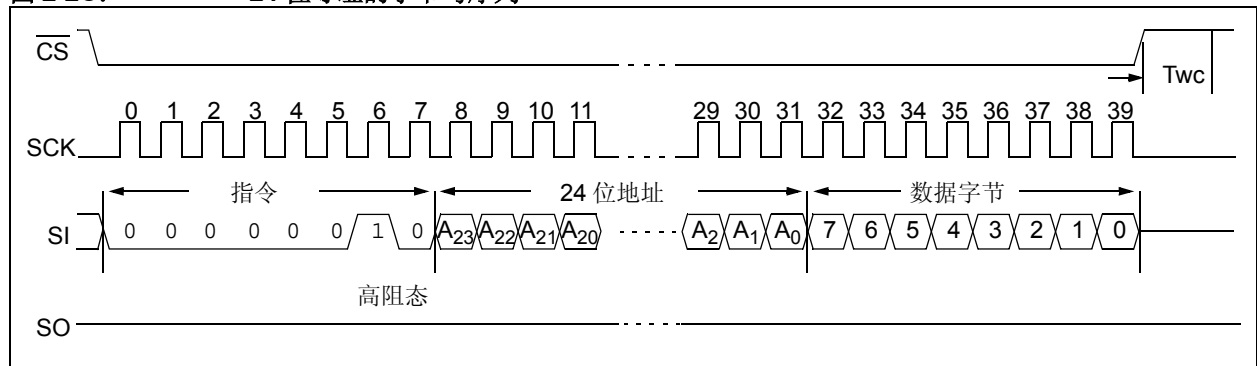 CS
Twc
0 1 2 3 4 5 6 7 8 9 10 11 29 30 31 32 33 34 35 36 37 38 39
SCK
指令 24 位地址 数据字节
SI 0 0 0 0 0 0 1 0 A23 A22 A21 A20 A2 A1 A0 7 6 5 4 3 2 1 0
高阻态
SO